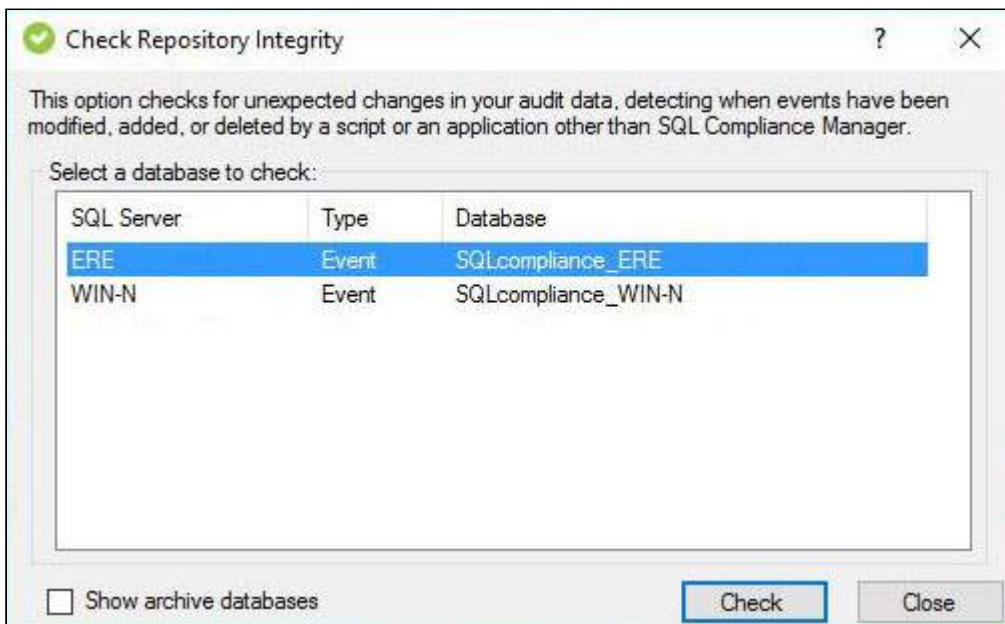 Check Repository Integrity ?
This option checks for unexpected changes in your audit data, detecting when events have been
modified, added, or deleted by a script or an application other than SQL Compliance Manager.
Select a database to check:
SQL Server Type Database
ERE Event SQLcompliance_ERE
WIN-N Event SQLcompliance_WIN-N
Show archive databases Check Close